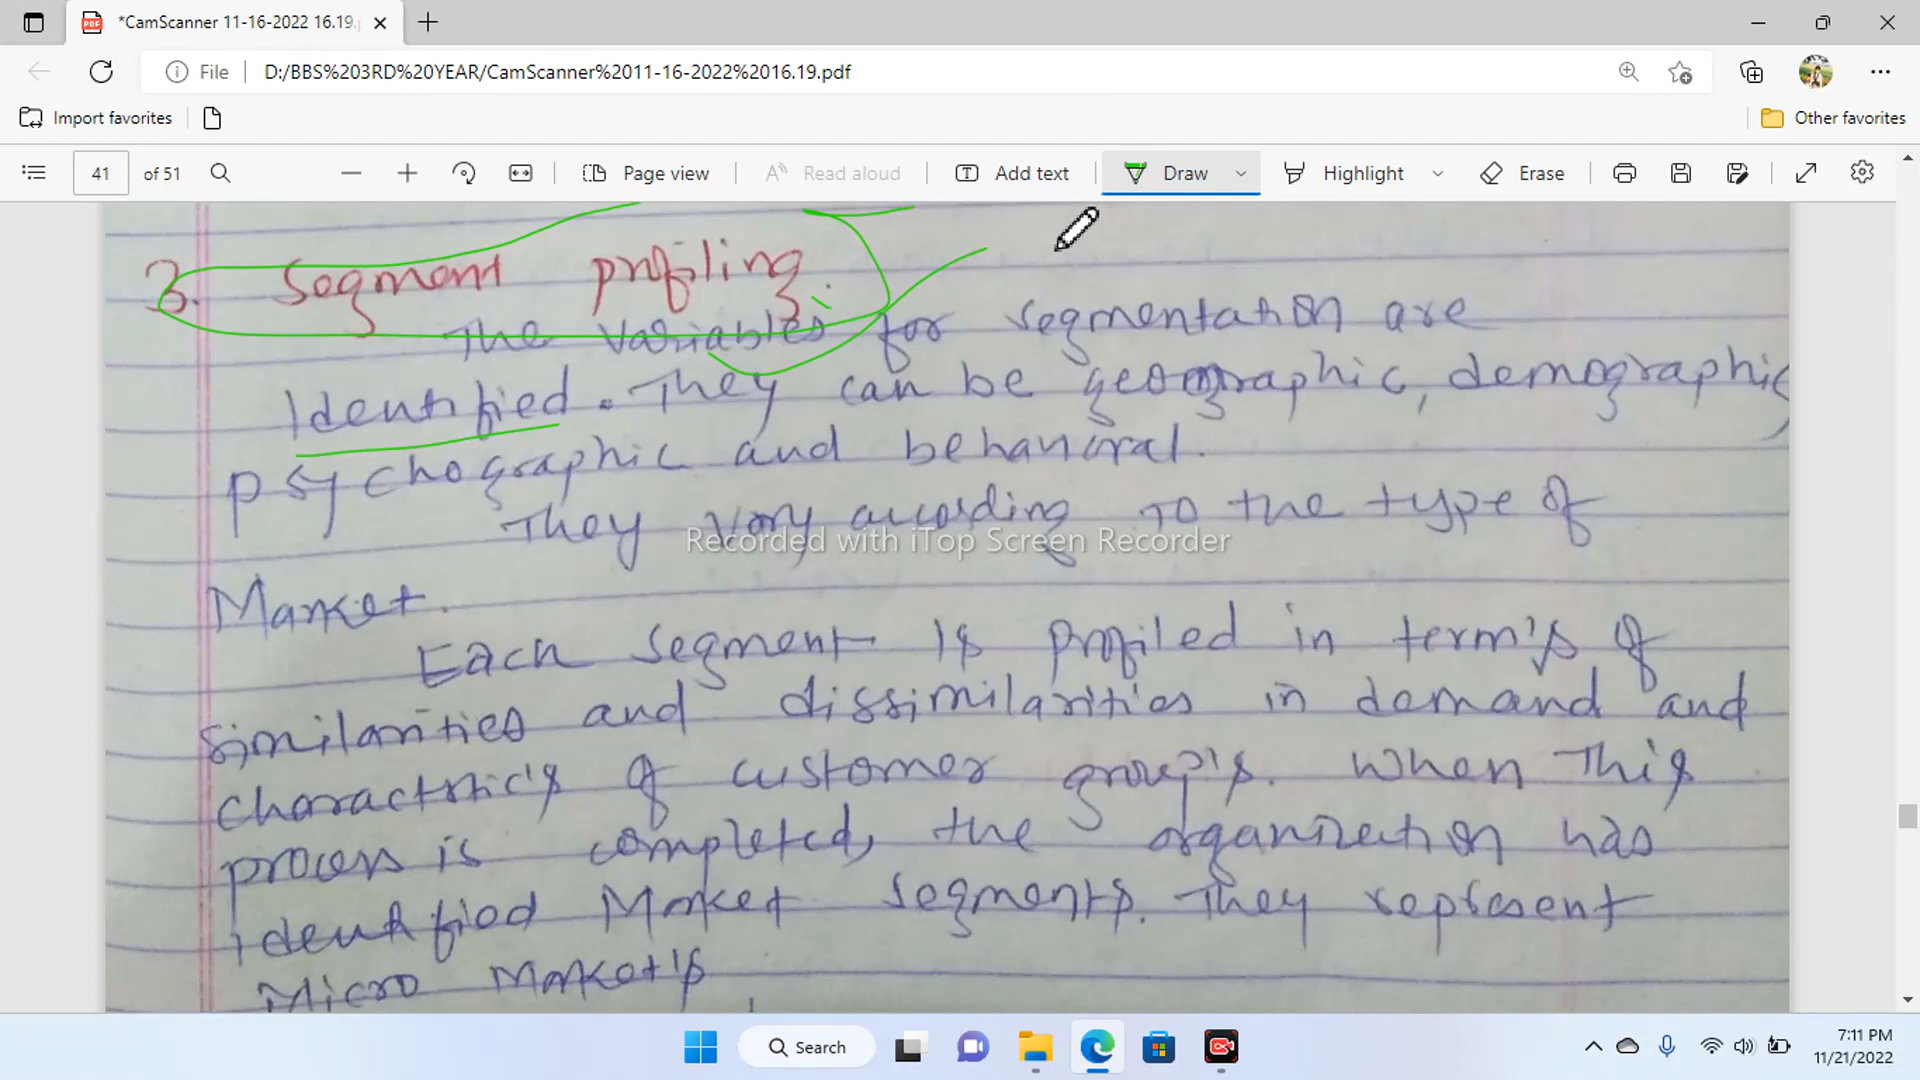 *CamScanner 11-16-2022 16.19.p
File D:/BBS%203RD%20YEAR/CamScanner%2011-16-2022%2016.19.pdf
Import favorites Other favorites
41 of 51 Page view Read aloud Add text Draw Highlight Erase
3. Segment profiling
The variables for segmentation are
Identified. They can be geographic, demographic,
psychographic and behavioral.
They vary according To the type of
Market.
Each segment Is profiled in term's of
similarities and dissimilarities in demand and
of customer group's. When This
process is completed, the organization has
identified Market segments. They represent
Micro Market's
Recorded with iTop Screen Recorder
Search
7:11 PM
11/21/2022